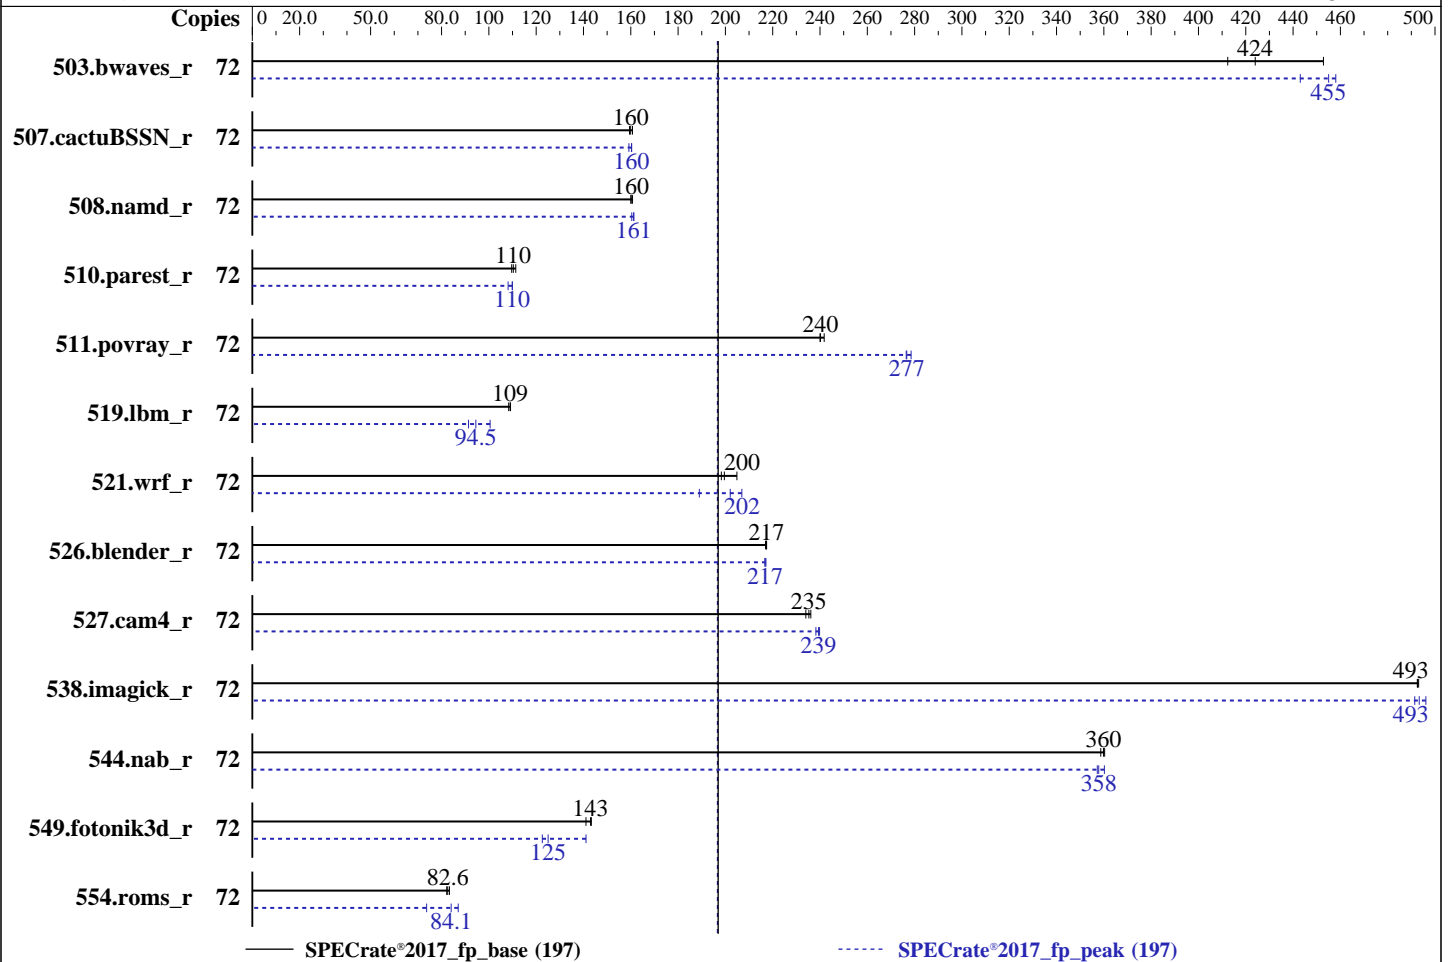 Copies 0 20.0 50.0 80.0 100 120 140 160 180 200 220 240 260 280 300 320 340 360 380 400 420 440 460 500
424
503.bwaves_r 72
455
160
507.cactuBSSN_r 72
160
160
508.namd_r 72
161
110
510.parest_r 72
110
240
511.povray_r 72
277
109
519.lbm_r 72
94.5
200
521.wrf_r 72
202
217
526.blender_r 72
217
235
527.cam4_r 72
239
493
538.imagick_r 72
493
360
544.nab_r 72
358
143
549.fotonik3d_r 72
125
82.6
554.roms_r 72
84.1
SPECrate®2017_fp_base (197) SPECrate®2017_fp_peak (197)